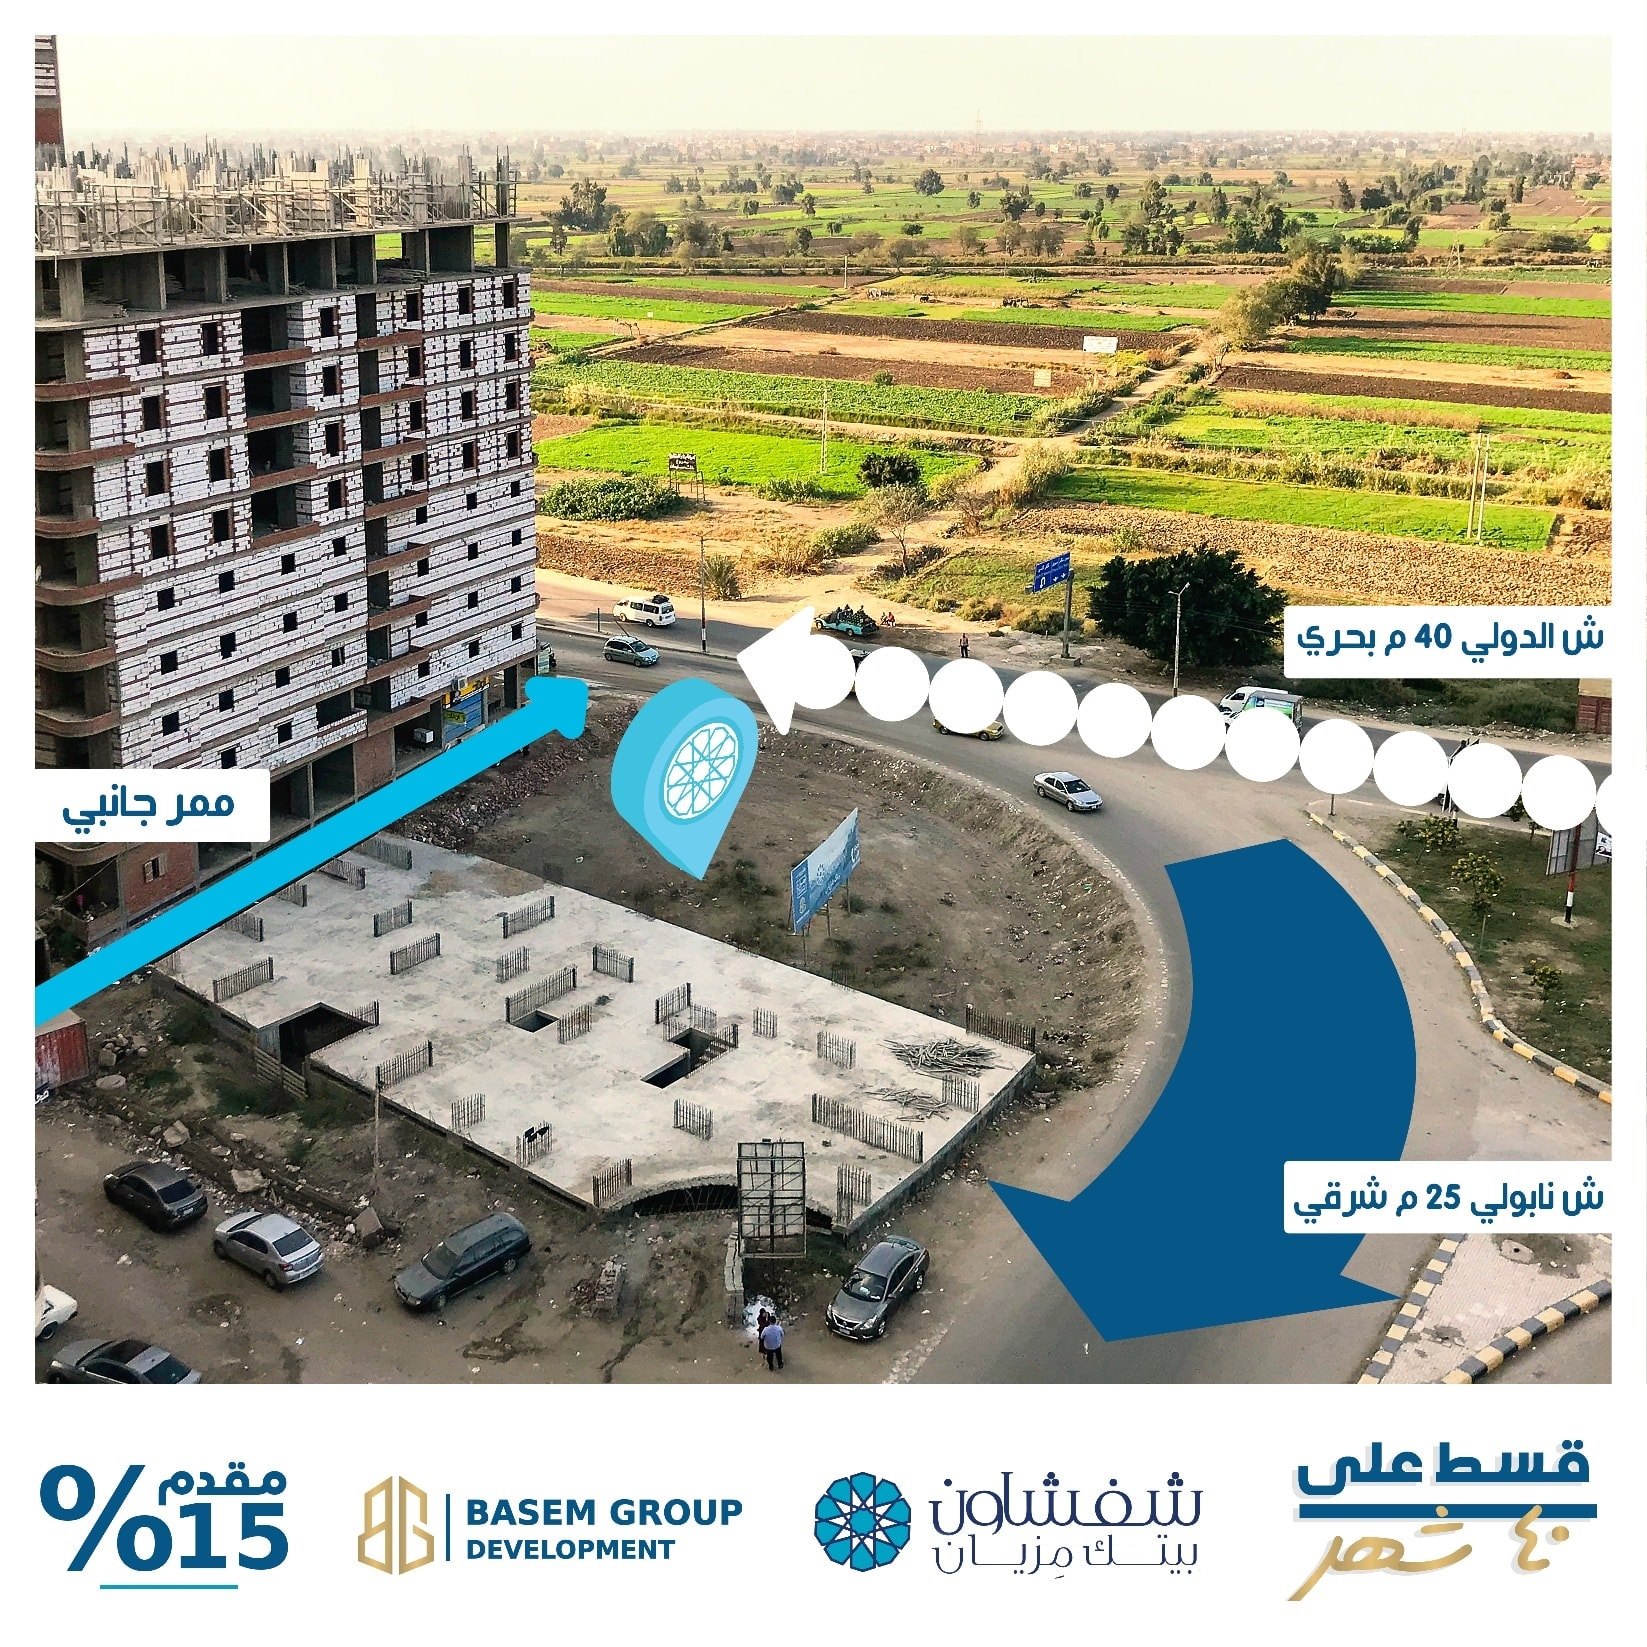 ش الدولي 40 م بحري
ممر جانبي
ش نابولي 25 م شرقي
قسط على
٤٠ شهر
شفشاون
بيتك مِزيان
BASEM GROUP
DEVELOPMENT
مقدم
%15